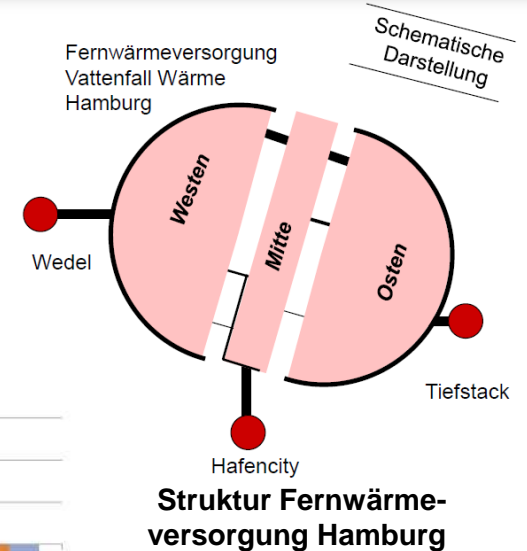 Schematische
Darstellung
Fernwärmeversorgung
Vattenfall Wärme
Hamburg
Westen
Mitte
Osten
Wedel
Tiefstack
Hafencity
Struktur Fernwärme-
versorgung Hamburg